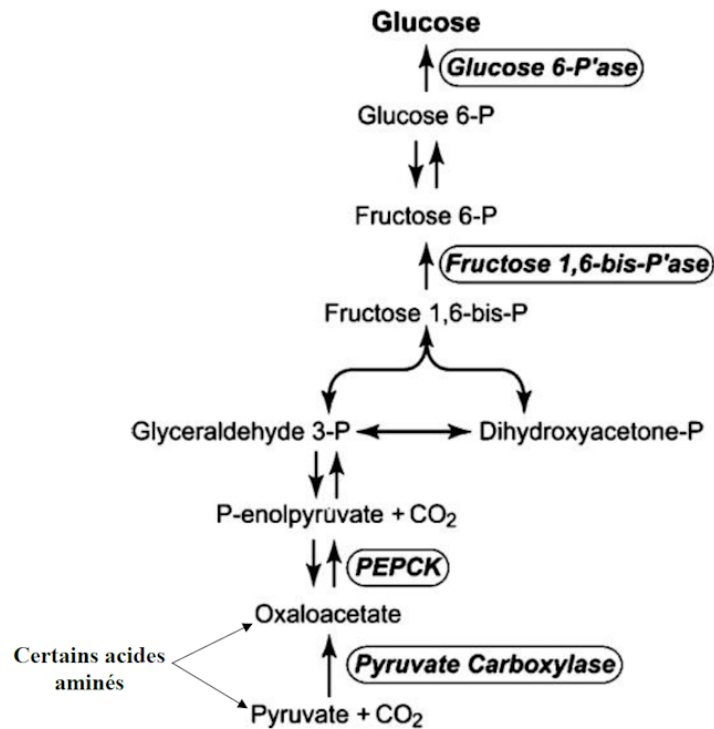 Glucose
Glucose 6-P'ase
Glucose 6-P
Fructose 6-P
Fructose 1,6-bis-P'ase
Fructose 1,6-bis-P
Glyceraldehyde 3-P
Dihydroxyacetone-P
P-enolpyruvate + CO₂
PEPCK
Oxaloacetate
Certains acides
aminés
Pyruvate Carboxylase
Pyruvate + CO₂